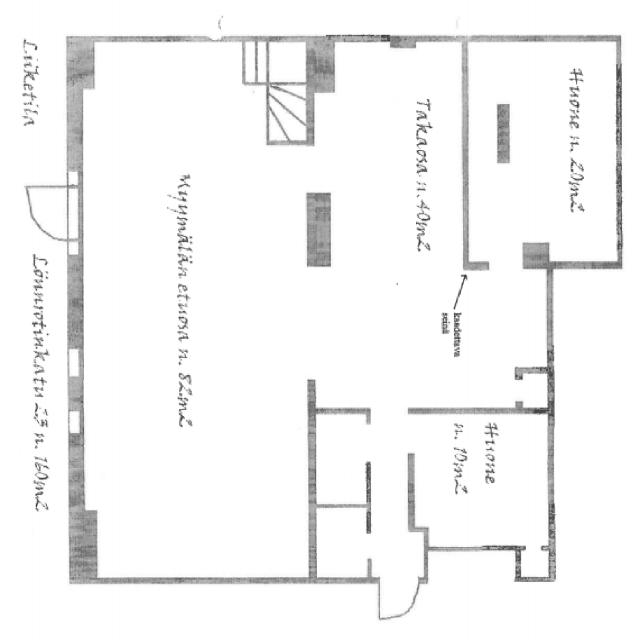 Liiketila
Lönnrotinkatu 23 n. 160m2
Myymälän etuosa n. 82m2
Takaosa n. 40m2
Huone n. 20m2
kaadettava
seinä
Huone
n. 10m2